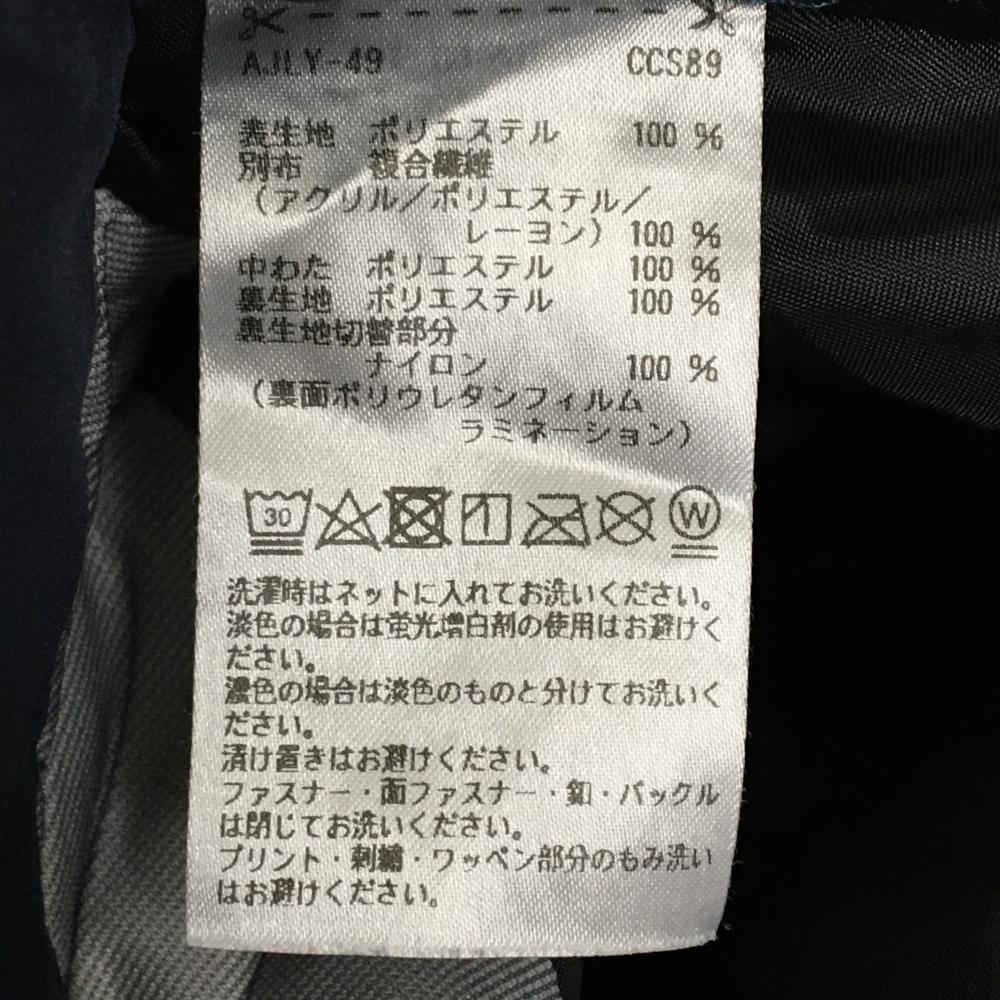 AJLY-49 CCS89
表生地 ポリエステル 100 %
別布 複合繊維
(アクリル/ポリエステル/
レーヨン) 100 %
中わた ポリエステル 100 %
裏生地 ポリエステル 100 %
裏生地切替部分
ナイロン 100 %
(裏面ポリウレタンフィルム
ラミネーション)
30 W
洗濯時はネットに入れてお洗いください。
淡色の場合は蛍光増白剤の使用はお避けく
ださい。
濃色の場合は淡色のものと分けてお洗いく
ださい。
漬け置きはお避けください。
ファスナー・面ファスナー・釦・バックル
は閉じてお洗いください。
プリント・刺繍・ワッペン部分のもみ洗い
はお避けください。